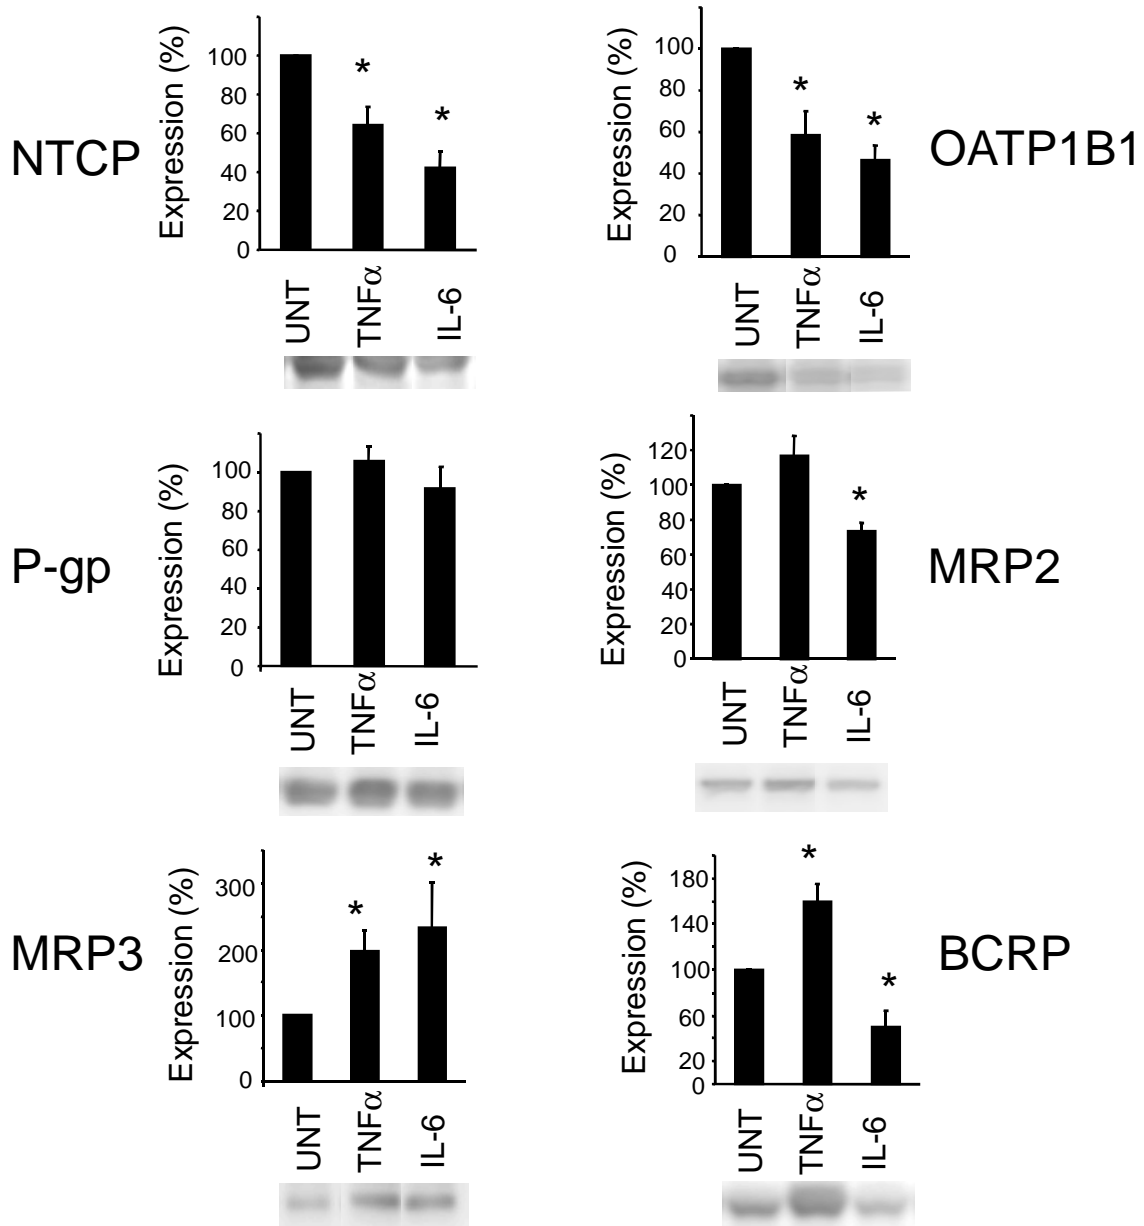 NTCP
Expression (%)
100
80
60
40
20
0
*
*
UNT
TNFα
IL-6
Expression (%)
100
80
60
40
20
0
*
*
UNT
TNFα
IL-6
OATP1B1
P-gp
Expression (%)
100
80
60
40
20
0
UNT
TNFα
IL-6
Expression (%)
120
100
80
60
40
20
0
*
UNT
TNFα
IL-6
MRP2
MRP3
Expression (%)
300
200
100
0
*
*
UNT
TNFα
IL-6
Expression (%)
180
140
100
60
20
0
*
*
UNT
TNFα
IL-6
BCRP